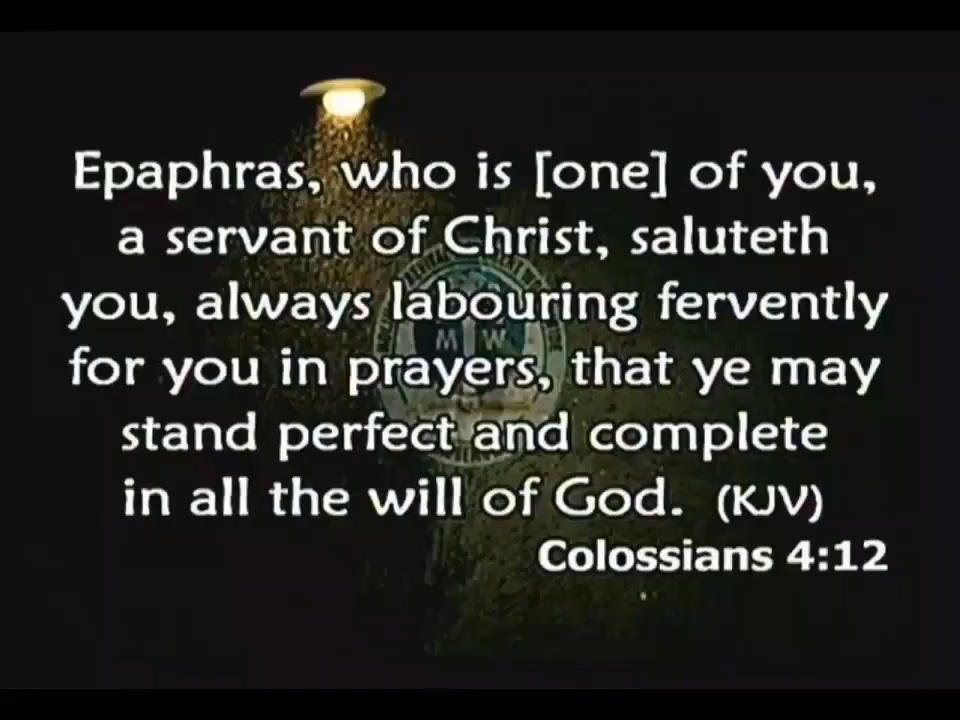 Epaphras, who is [one] of you,
a servant of Christ, saluteth
you, always labouring fervently
for you in prayers, that ye may
stand perfect and complete
in all the will of God. (KJV)
Colossians 4:12
M W